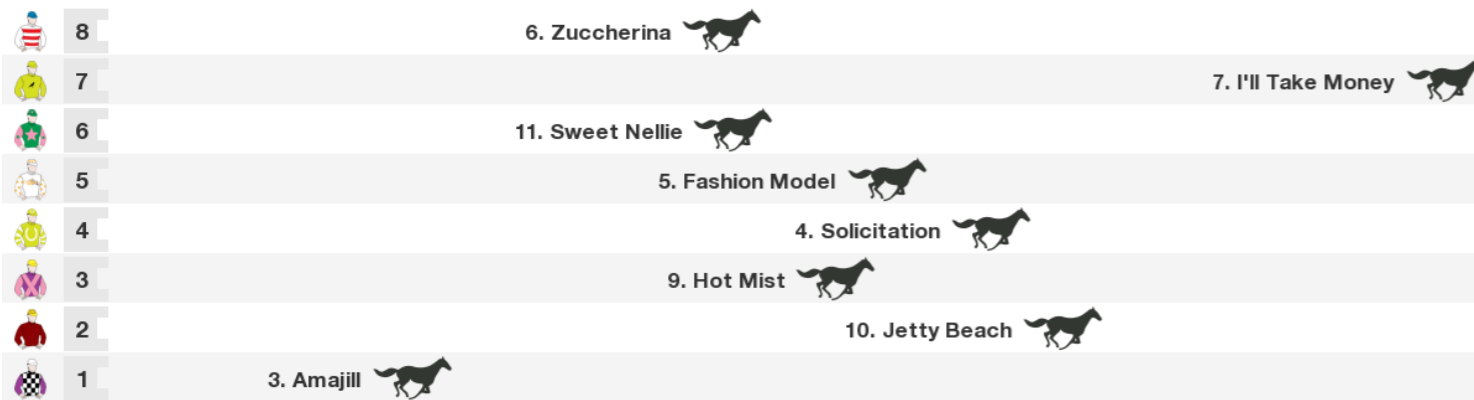 8 6. Zuccherina
7 7. I'll Take Money
6 11. Sweet Nellie
5 5. Fashion Model
4 4. Solicitation
3 9. Hot Mist
2 10. Jetty Beach
1 3. Amajill